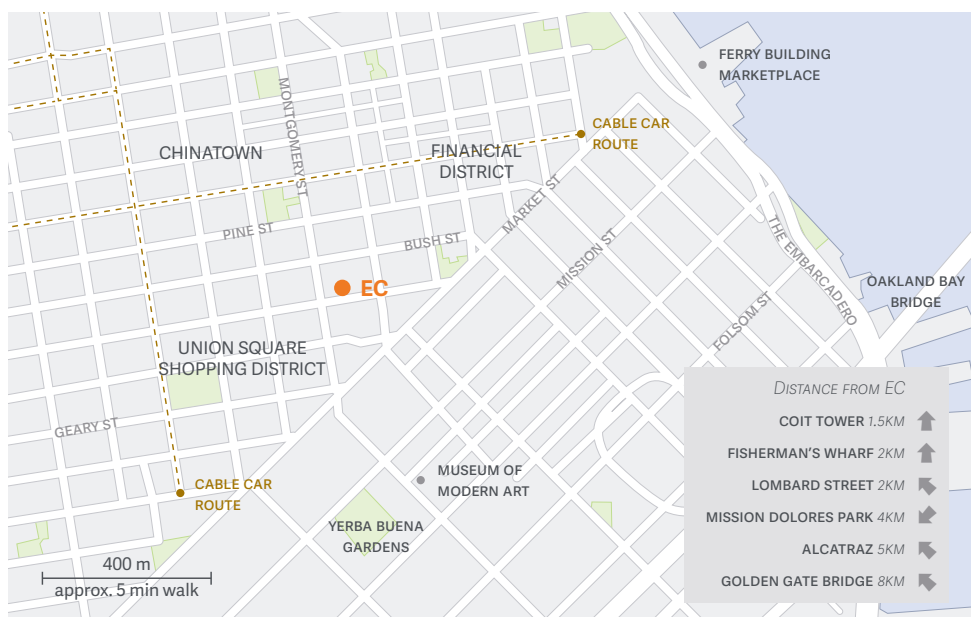 FERRY BUILDING
MARKETPLACE
MONTGOMERY ST
CABLE CAR
ROUTE
CHINATOWN
FINANCIAL
DISTRICT
MARKET ST
PINE ST
BUSH ST
MISSION ST
THE EMBARCADERO
EC
OAKLAND BAY
BRIDGE
FOLSOM ST
UNION SQUARE
SHOPPING DISTRICT
GEARY ST
DISTANCE FROM EC
COIT TOWER 1.5KM
FISHERMAN'S WHARF 2KM
LOMBARD STREET 2KM
MISSION DOLORES PARK 4KM
ALCATRAZ 5KM
GOLDEN GATE BRIDGE 8KM
MUSEUM OF
MODERN ART
CABLE CAR
ROUTE
YERBA BUENA
GARDENS
400 m
approx. 5 min walk